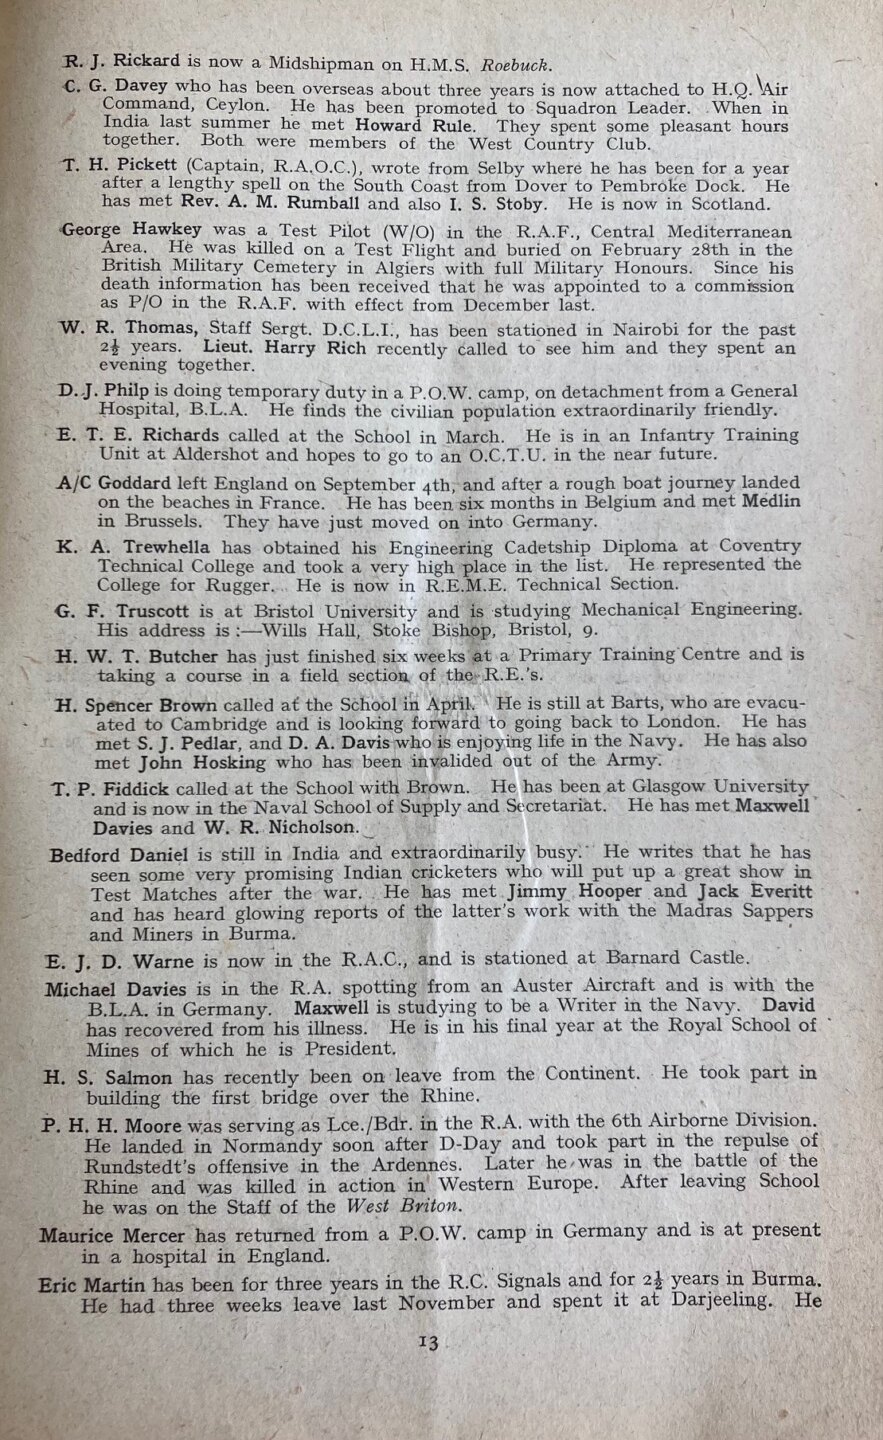 R. J. Rickard is now a Midshipman on H.M.S. Roebuck.
C. G. Davey who has been overseas about three years is now attached to H.Q. Air
Command, Ceylon. He has been promoted to Squadron Leader. When in
India last summer he met Howard Rule. They spent some pleasant hours
together. Both were members of the West Country Club.
T. H. Pickett (Captain, R.A.O.C.), wrote from Selby where he has been for a year
after a lengthy spell on the South Coast from Dover to Pembroke Dock. He
has met Rev. A. M. Rumball and also I. S. Stoby. He is now in Scotland.
George Hawkey was a Test Pilot (W/O) in the R.A.F., Central Mediterranean
Area. He was killed on a Test Flight and buried on February 28th in the
British Military Cemetery in Algiers with full Military Honours. Since his
death information has been received that he was appointed to a commission
as P/O in the R.A.F. with effect from December last.
W. R. Thomas, Staff Sergt. D.C.L.I., has been stationed in Nairobi for the past
2½ years. Lieut. Harry Rich recently called to see him and they spent an
evening together.
D. J. Philp is doing temporary duty in a P.O.W. camp, on detachment from a General
Hospital, B.L.A. He finds the civilian population extraordinarily friendly.
E. T. E. Richards called at the School in March. He is in an Infantry Training
Unit at Aldershot and hopes to go to an O.C.T.U. in the near future.
A/C Goddard left England on September 4th, and after a rough boat journey landed
on the beaches in France. He has been six months in Belgium and met Medlin
in Brussels. They have just moved on into Germany.
K. A. Trewhella has obtained his Engineering Cadetship Diploma at Coventry
Technical College and took a very high place in the list. He represented the
College for Rugger. He is now in R.E.M.E. Technical Section.
G. F. Truscott is at Bristol University and is studying Mechanical Engineering.
His address is :—Wills Hall, Stoke Bishop, Bristol, 9.
H. W. T. Butcher has just finished six weeks at a Primary Training Centre and is
taking a course in a field section of the R.E.'s.
H. Spencer Brown called at the School in April. He is still at Barts, who are evacu-
ated to Cambridge and is looking forward to going back to London. He has
met S. J. Pedlar, and D. A. Davis who is enjoying life in the Navy. He has also
met John Hosking who has been invalided out of the Army.
T. P. Fiddick called at the School with Brown. He has been at Glasgow University
and is now in the Naval School of Supply and Secretariat. He has met Maxwell
Davies and W. R. Nicholson.
Bedford Daniel is still in India and extraordinarily busy. He writes that he has
seen some very promising Indian cricketers who will put up a great show in
Test Matches after the war. He has met Jimmy Hooper and Jack Everitt
and has heard glowing reports of the latter's work with the Madras Sappers
and Miners in Burma.
E. J. D. Warne is now in the R.A.C., and is stationed at Barnard Castle.
Michael Davies is in the R.A. spotting from an Auster Aircraft and is with the
B.L.A. in Germany. Maxwell is studying to be a Writer in the Navy. David
has recovered from his illness. He is in his final year at the Royal School of
Mines of which he is President.
H. S. Salmon has recently been on leave from the Continent. He took part in
building the first bridge over the Rhine.
P. H. H. Moore was serving as Lce./Bdr. in the R.A. with the 6th Airborne Division.
He landed in Normandy soon after D-Day and took part in the repulse of
Rundstedt's offensive in the Ardennes. Later he was in the battle of the
Rhine and was killed in action in Western Europe. After leaving School
he was on the Staff of the West Briton.
Maurice Mercer has returned from a P.O.W. camp in Germany and is at present
in a hospital in England.
Eric Martin has been for three years in the R.C. Signals and for 2½ years in Burma.
He had three weeks leave last November and spent it at Darjeeling. He
13